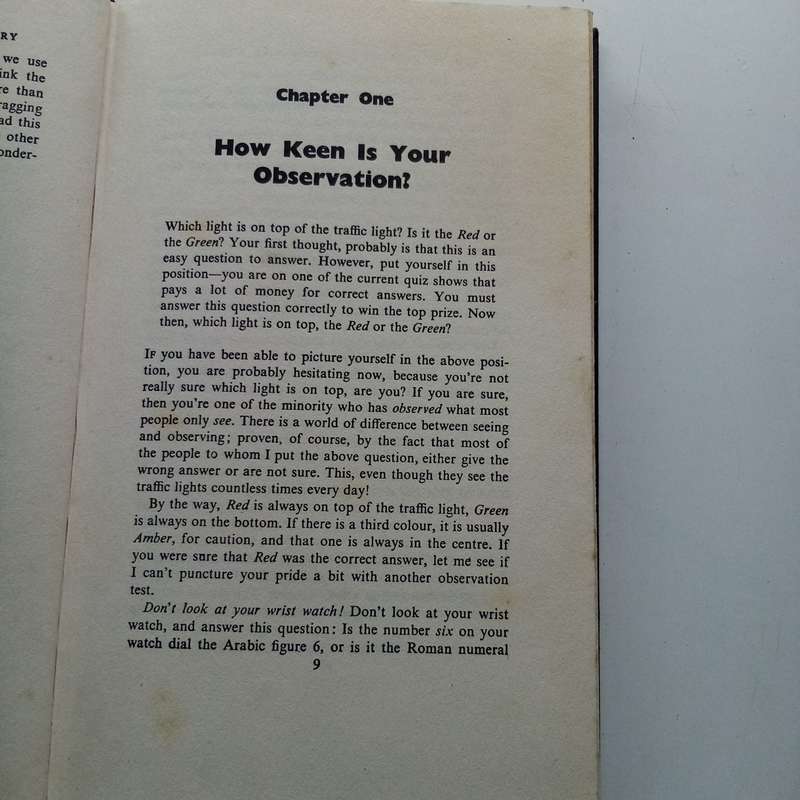 RY
we use
ink the
re than
ragging
ad this
other
onder-
Chapter One
How Keen Is Your
Observation?
Which light is on top of the traffic light? Is it the Red or
the Green? Your first thought, probably is that this is an
easy question to answer. However, put yourself in this
position—you are on one of the current quiz shows that
pays a lot of money for correct answers. You must
answer this question correctly to win the top prize. Now
then, which light is on top, the Red or the Green?
IF you have been able to picture yourself in the above posi-
tion, you are probably hesitating now, because you're not
really sure which light is on top, are you? If you are sure,
then you're one of the minority who has observed what most
people only see. There is a world of difference between seeing
and observing; proven, of course, by the fact that most of
the people to whom I put the above question, either give the
wrong answer or are not sure. This, even though they see the
traffic lights countless times every day!
By the way, Red is always on top of the traffic light, Green
is always on the bottom. If there is a third colour, it is usually
Amber, for caution, and that one is always in the centre. If
you were sure that Red was the correct answer, let me see if
I can't puncture your pride a bit with another observation
test.
Don't look at your wrist watch! Don't look at your wrist
watch, and answer this question: Is the number six on your
watch dial the Arabic figure 6, or is it the Roman numeral
9